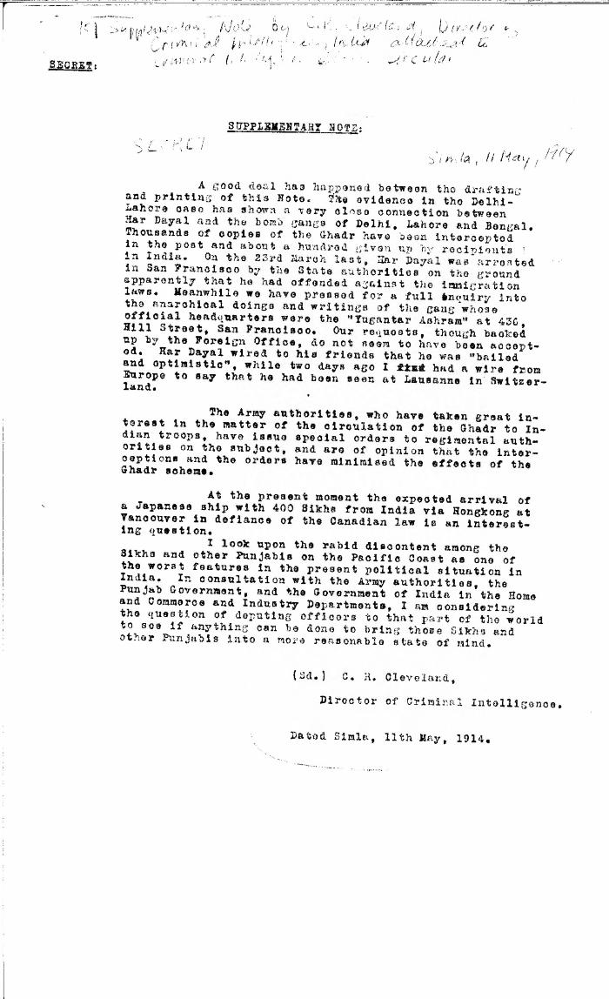 Supplementary Note by C.R. Cleveland, Director of
Criminal Intelligence, India attached to
Criminal Intelligence circular
SECRET:
SUPPLEMENTARY NOTE:
SECRET
Simla, 11 May, 1914
A good deal has happened between the drafting
and printing of this Note. The evidence in the Delhi-
Lahore case has shown a very close connection between
Har Dayal and the bomb gangs of Delhi, Lahore and Bengal.
Thousands of copies of the Ghadr have been intercepted
in the post and about a hundred given up by recipients
in India. On the 23rd March last, Har Dayal was arrested
in San Francisco by the State authorities on the ground
apparently that he had offended against the immigration
laws. Meanwhile we have pressed for a full inquiry into
the anarchical doings and writings of the gang whose
official headquarters were the "Yugantar Ashram" at 436,
Hill Street, San Francisco. Our requests, though backed
up by the Foreign Office, do not seem to have been accept-
ed. Har Dayal wired to his friends that he was "bailed
and optimistic", while two days ago I had a wire from
Europe to say that he had been seen at Lausanne in Switzer-
land.
The Army authorities, who have taken great in-
terest in the matter of the circulation of the Ghadr to In-
dian troops, have issue special orders to regimental auth-
orities on the subject, and are of opinion that the inter-
ceptions and the orders have minimised the effects of the
Ghadr scheme.
At the present moment the expected arrival of
a Japanese ship with 400 Sikhs from India via Hongkong at
Vancouver in defiance of the Canadian law is an interest-
ing question.
I look upon the rabid discontent among the
Sikhs and other Punjabis on the Pacific Coast as one of
the worst features in the present political situation in
India. In consultation with the Army authorities, the
Punjab Government, and the Government of India in the Home
and Commerce and Industry Departments, I am considering
the question of deputing officers to that part of the world
to see if anything can be done to bring those Sikhs and
other Punjabis into a more reasonable state of mind.
(Sd.) C. R. Cleveland,
Director of Criminal Intelligence.
Dated Simla, 11th May, 1914.